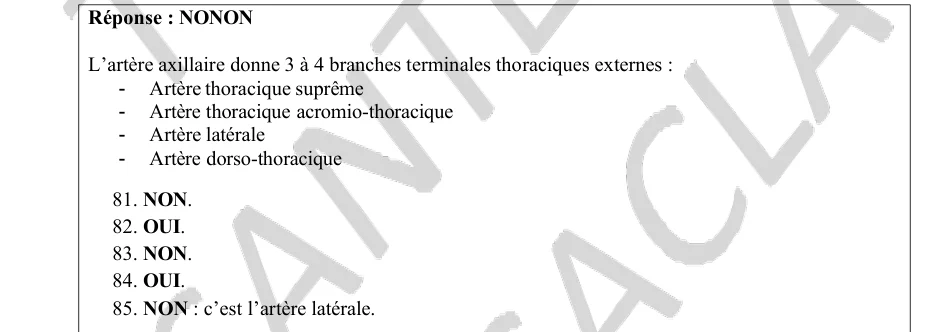 Réponse : NONON
L’artère axillaire donne 3 à 4 branches terminales thoraciques externes :
- Artère thoracique suprême
- Artère thoracique acromio-thoracique
- Artère latérale
- Artère dorso-thoracique
81. NON.
82. OUI.
83. NON.
84. OUI.
85. NON : c’est l’artère latérale.